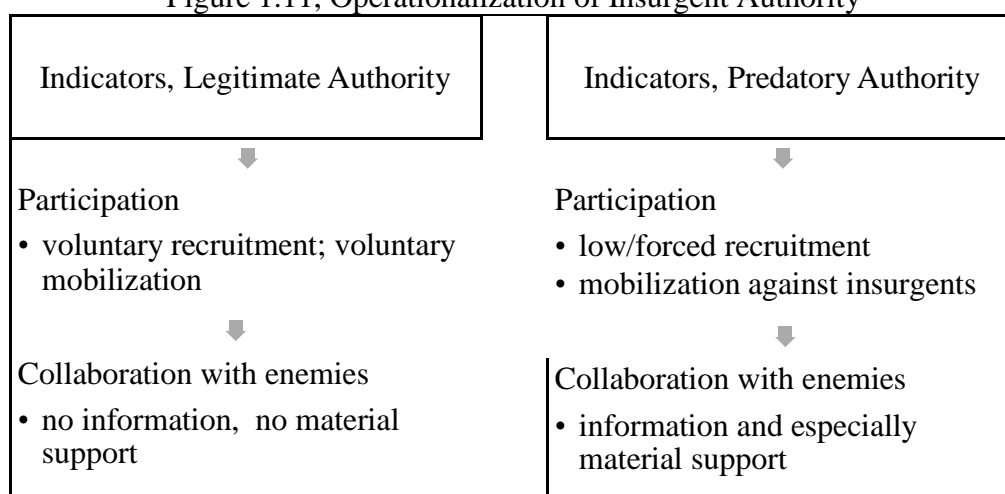 Figure 1.11, Operationalization of Insurgent Authority
Indicators, Legitimate Authority
Participation
• voluntary recruitment; voluntary
mobilization
Collaboration with enemies
• no information, no material
support
Indicators, Predatory Authority
Participation
• low/forced recruitment
• mobilization against insurgents
Collaboration with enemies
• information and especially
material support